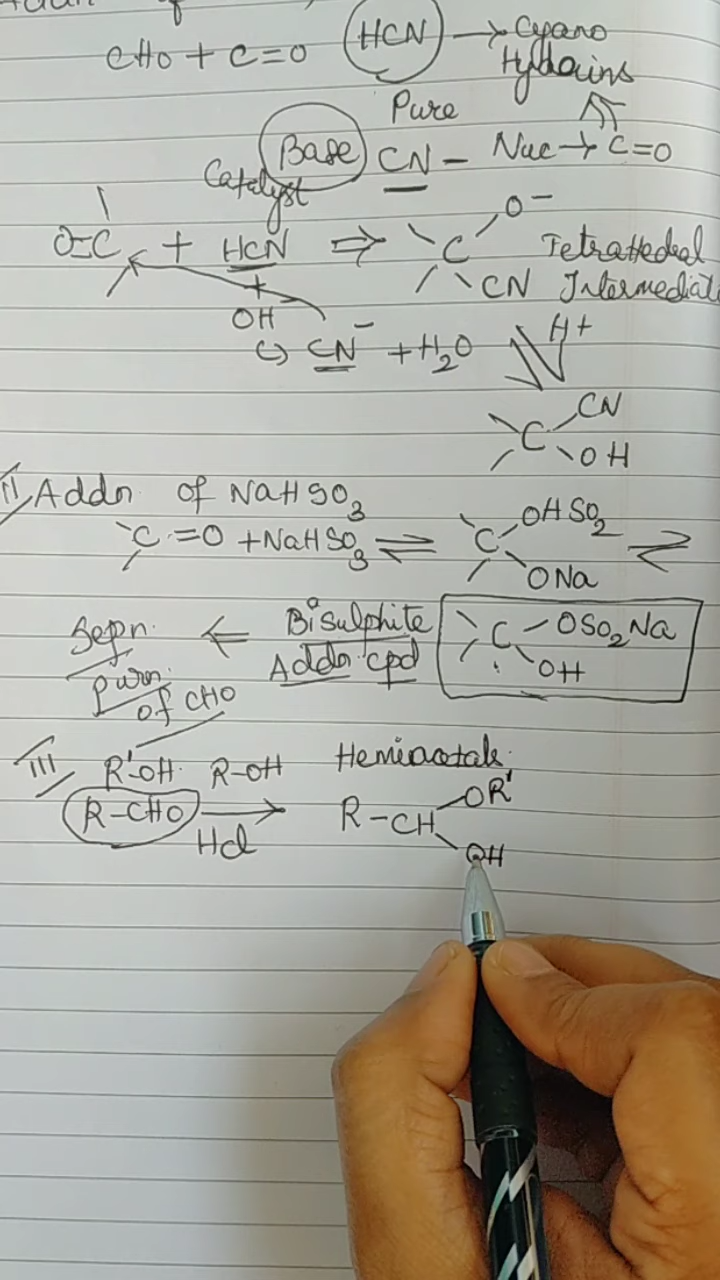 CHO + C=O HCN → Cyano
Hydrains
Pure
Base CN – Nuc → C=O
Catalyst
O=C + HCN ⇒ C O⁻ Tetrahedral
+ CN Intermediat
OH H+
↪ CN⁻ + H₂O
C CN
OH
II Addn of NaHSO₃
C=O + NaHSO₃ ⇌ C OHSO₂ ⇌
ONa
Sepn. ⇐ Bisulphite C – OSO₂Na
Purn. Addn cpd OH
of CHO
III R'-OH R-OH Hemiacetals
R-CHO → R-CH OR'
HCl OH